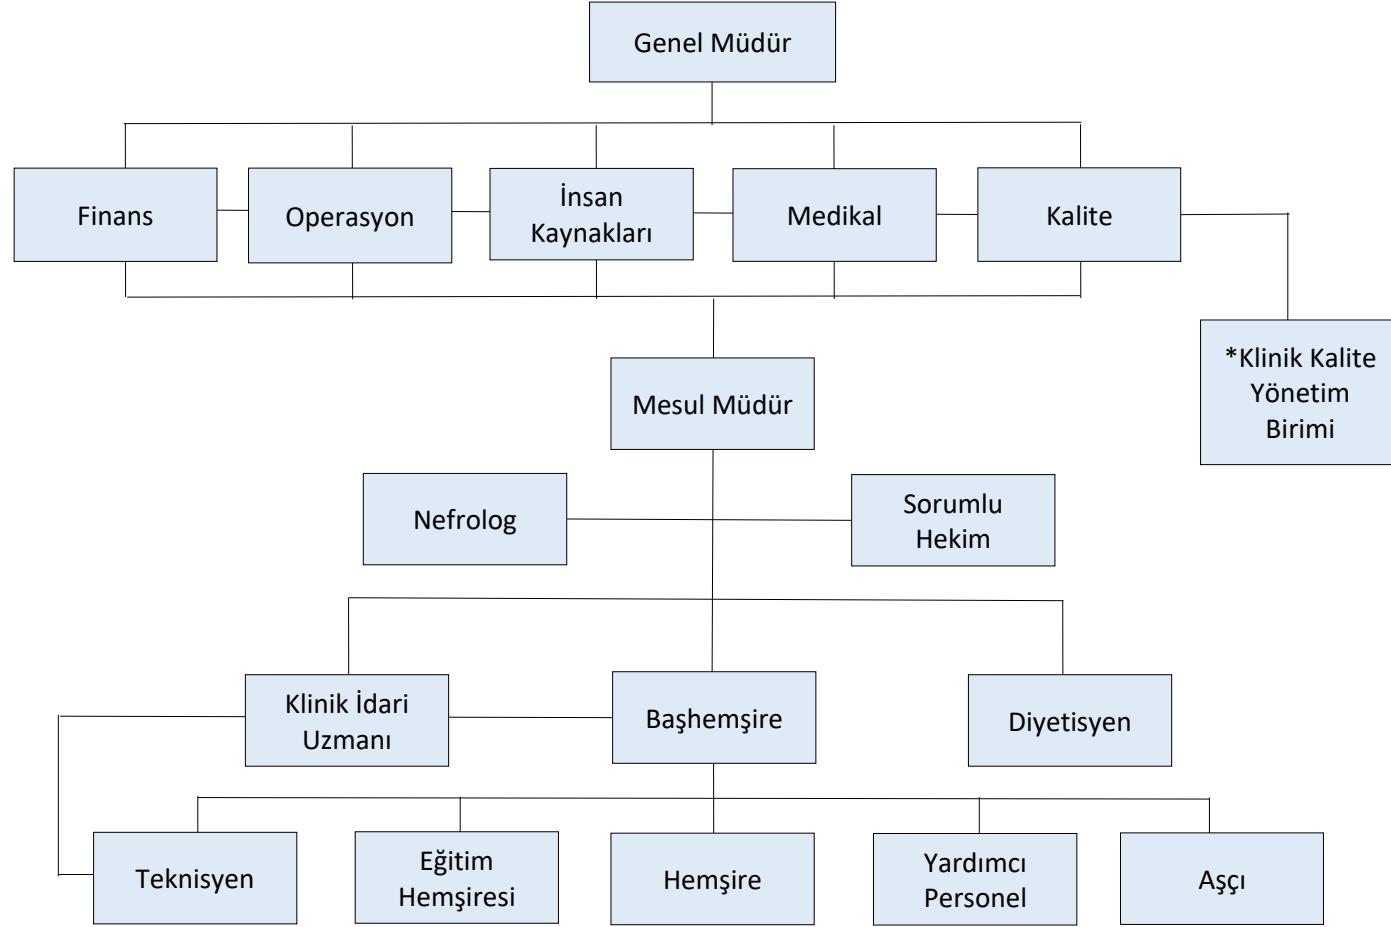 Genel Müdür
Finans
Operasyon
İnsan
Kaynakları
Medikal
Kalite
*Klinik Kalite
Yönetim
Birimi
Mesul Müdür
Nefrolog
Sorumlu
Hekim
Klinik İdari
Uzmanı
Başhemşire
Diyetisyen
Teknisyen
Eğitim
Hemşiresi
Hemşire
Yardımcı
Personel
Aşçı